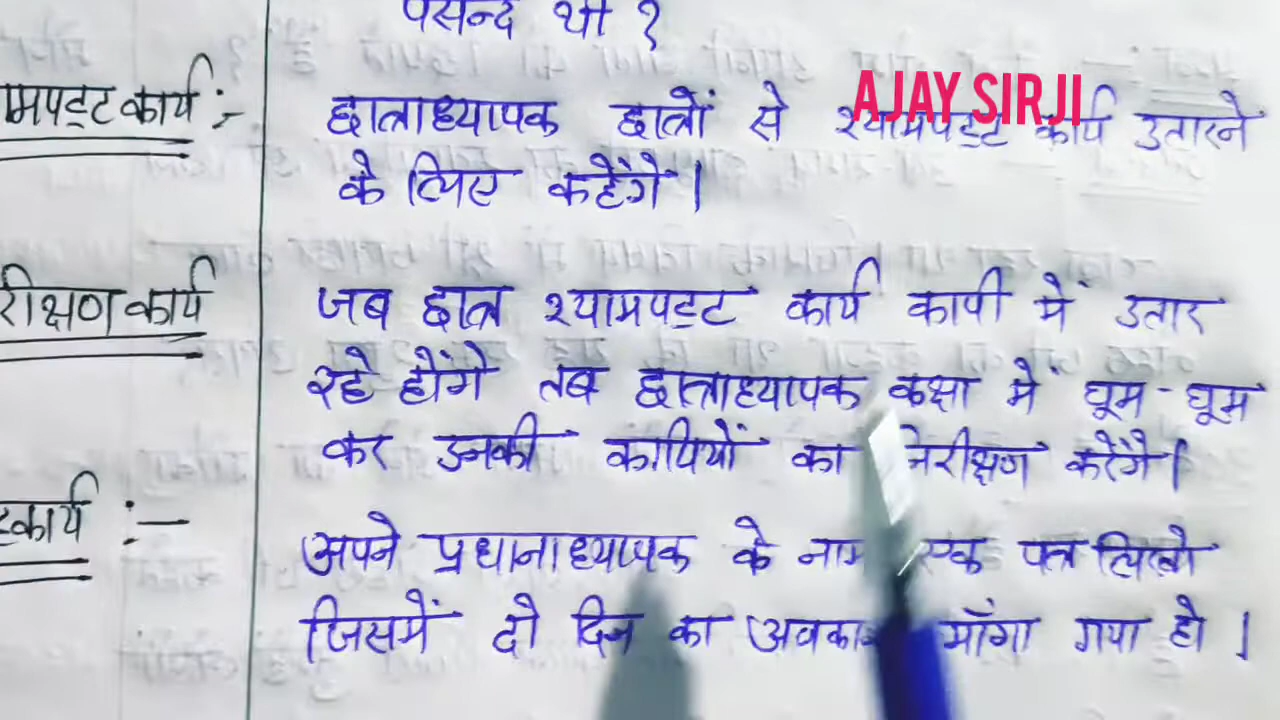 पसन्द थी ?
AJAY SIRJI
मपट्ट कार्य :- छात्राध्यापक छात्रों से श्यामपट्ट कार्य उतारने
के लिए कहेंगे।
रीक्षण कार्य जब छात्र श्यामपट्ट कार्य कापी में उतार
रहे होंगे तब छात्राध्यापक कक्षा में घूम-घूम
कर उनकी कापियों का निरीक्षण करेंगे।
कार्य :- अपने प्रधानाध्यापक के नाम एक पत्र लिखो
जिसमें दो दिन का अवकाश माँगा गया हो।